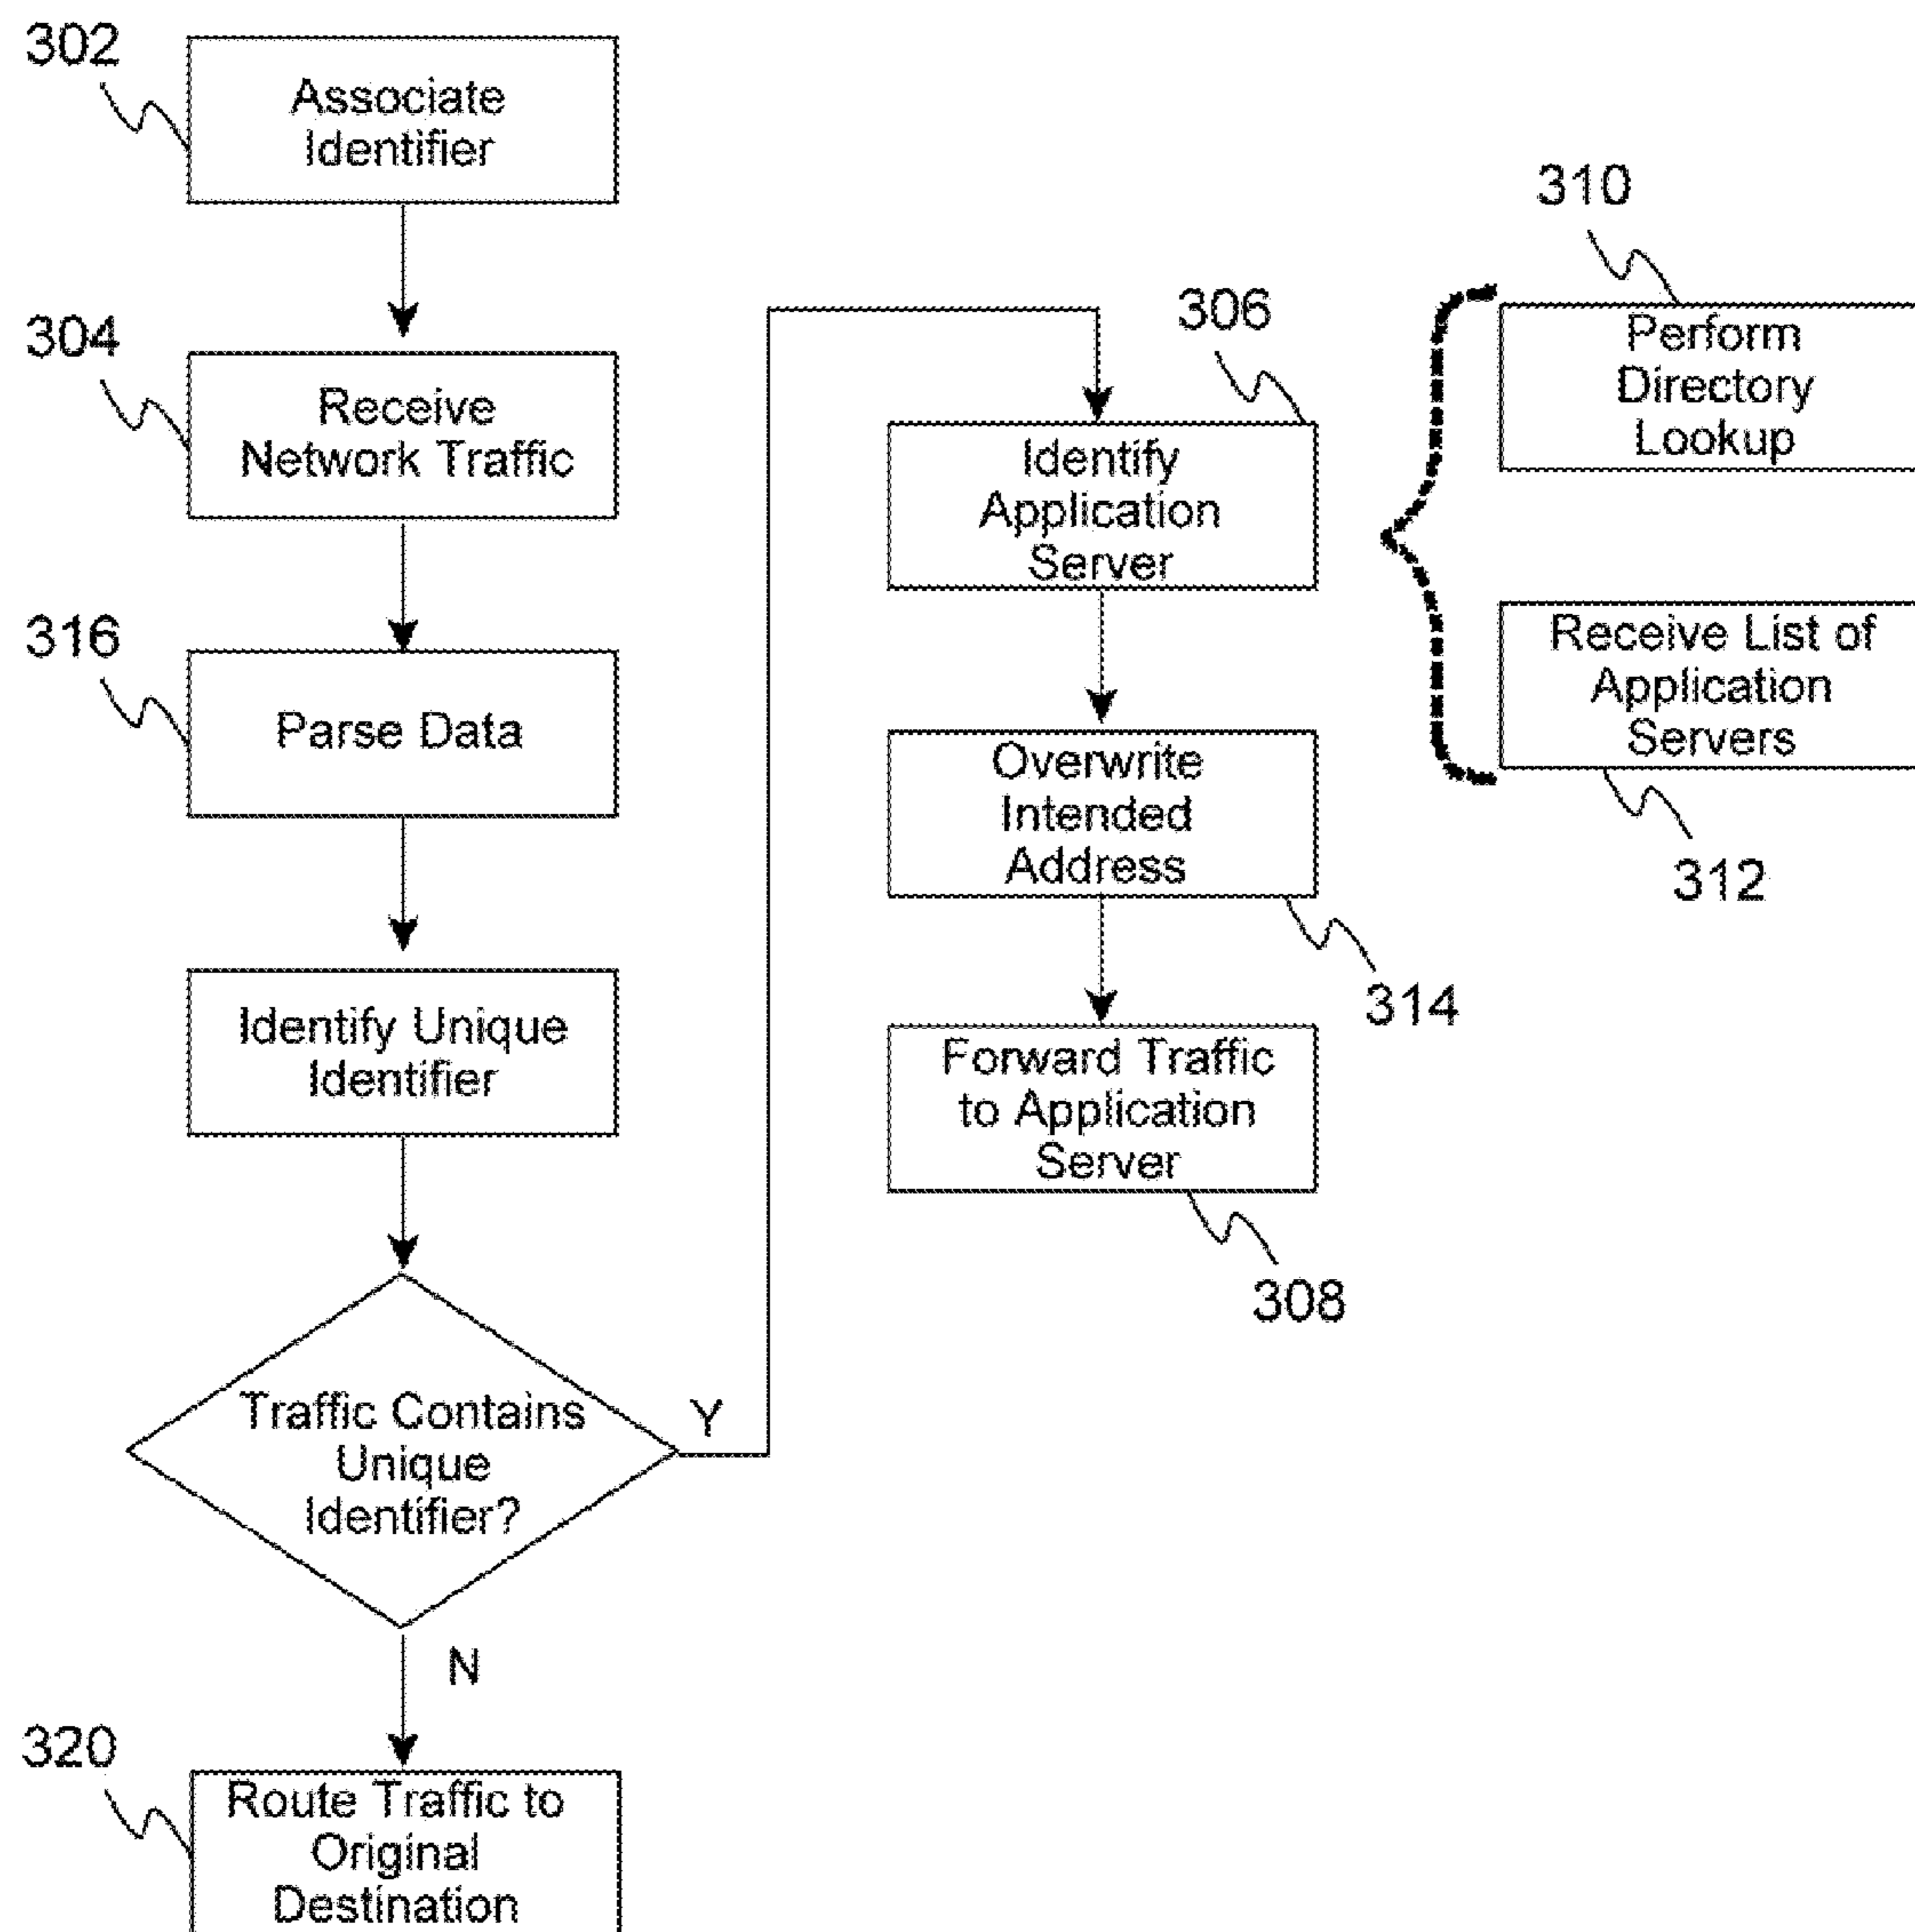 302
Associate
Identifier
304
Receive
Network Traffic
316
Parse Data
Identify Unique
Identifier
Traffic Contains
Unique
Identifier?
Y
N
320
Route Traffic to
Original
Destination
306
Identify
Application
Server
Overwrite
Intended
Address
314
Forward Traffic
to Application
Server
308
310
Perform
Directory
Lookup
Receive List of
Application
Servers
312